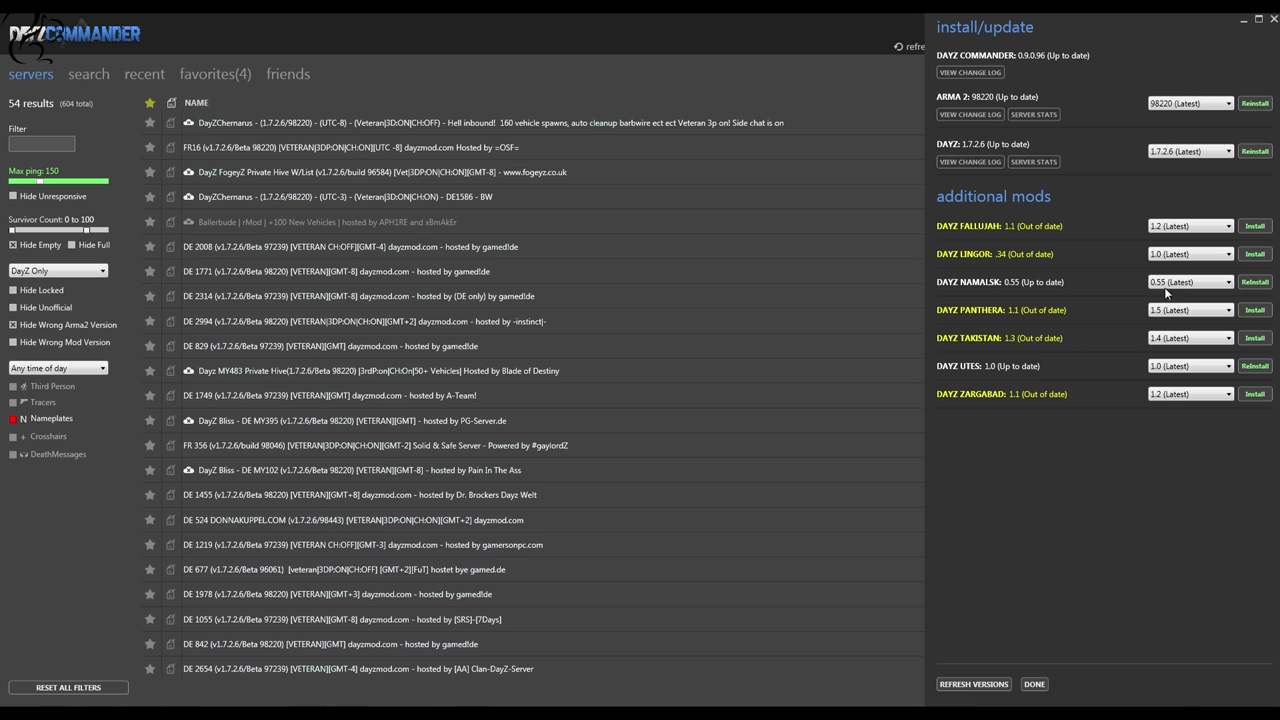 DAYZCOMMANDER
servers
search
recent
favorites(4)
friends
refre
54 results (604 total)
NAME
Filter
Max ping: 150
Hide Unresponsive
Survivor Count: 0 to 100
Hide Empty
Hide Full
DayZ Only
Hide Locked
Hide Unofficial
Hide Wrong Arma2 Version
Hide Wrong Mod Version
Any time of day
Third Person
Tracers
N Nameplates
Crosshairs
DeathMessages
RESET ALL FILTERS
DayZChernarus - (1.7.2.6/98220) - (UTC-8) - (Veteran|3D:ON|CH:OFF) - Hell inbound! 160 vehicle spawns, auto cleanup barbwire ect ect Veteran 3p on! Side chat is on
FR16 (v1.7.2.6/Beta 98220) [VETERAN|3DP:ON|CH:ON][UTC -8] dayzmod.com Hosted by =OSF=
DayZ FogeyZ Private Hive W/List (v1.7.2.6/build 96584) [Vet|3DP:ON|CH:ON][GMT-8] - www.fogeyz.co.uk
DayZChernarus - (1.7.2.6/98220) - (UTC-3) - (Veteran|3D:ON|CH:ON) - DE1586 - BW
Ballerbude | rMod | +100 New Vehicles | hosted by APH1RE and xBmAkEr
DE 2008 (v1.7.2.6/Beta 97239) [VETERAN CH:OFF][GMT-4] dayzmod.com - hosted by gamed!de
DE 1771 (v1.7.2.6/Beta 98220) [VETERAN][GMT-8] dayzmod.com - hosted by gamed!de
DE 2314 (v1.7.2.6/Beta 98220) [VETERAN][GMT-8] dayzmod.com - hosted by (DE only) by gamed!de
DE 2994 (v1.7.2.6/Beta 98220) [VETERAN|3DP:ON|CH:ON][GMT+2] dayzmod.com - hosted by -instinct|-
DE 829 (v1.7.2.6/Beta 97239) [VETERAN][GMT] dayzmod.com - hosted by gamed!de
Dayz MY483 Private Hive(1.7.2.6/Beta 98220) |3rdP:on|CH:On|50+ Vehicles| Hosted by Blade of Destiny
DE 1749 (v1.7.2.6/Beta 98220) [VETERAN][GMT] dayzmod.com - hosted by A-Team!
DayZ Bliss - DE MY395 (v1.7.2.6/Beta 98220) [VETERAN][GMT] - hosted by PG-Server.de
FR 356 (v1.7.2.6/build 98046) [VETERAN|3DP:ON|CH:ON][GMT-2] Solid & Safe Server - Powered by #gaylordZ
DayZ Bliss - DE MY102 (v1.7.2.6/Beta 98220) [VETERAN][GMT-8] - hosted by Pain In The Ass
DE 1455 (v1.7.2.6/Beta 98220) [VETERAN][GMT+8] dayzmod.com - hosted by Dr. Brockers Dayz Welt
DE 524 DONNAKUPPEL.COM (v1.7.2.6/98443) [VETERAN|3DP:ON|CH:ON][GMT+2] dayzmod.com
DE 1219 (v1.7.2.6/Beta 97239) [VETERAN CH:OFF][GMT-3] dayzmod.com - hosted by gamersonpc.com
DE 677 (v1.7.2.6/Beta 96061) [veteran|3DP:ON|CH:OFF] [GMT+2][FuT] hostet bye gamed.de
DE 1978 (v1.7.2.6/Beta 98220) [VETERAN][GMT+3] dayzmod.com - hosted by gamed!de
DE 1055 (v1.7.2.6/Beta 97239) [VETERAN][GMT-8] dayzmod.com - hosted by [SRS]-[7Days]
DE 842 (v1.7.2.6/Beta 98220) [VETERAN][GMT] dayzmod.com - hosted by gamed!de
DE 2654 (v1.7.2.6/Beta 97239) [VETERAN][GMT-4] dayzmod.com - hosted by [AA] Clan-DayZ-Server
install/update
DAYZ COMMANDER: 0.9.0.96 (Up to date)
VIEW CHANGE LOG
ARMA 2: 98220 (Up to date)
98220 (Latest)
Reinstall
VIEW CHANGE LOG
SERVER STATS
DAYZ: 1.7.2.6 (Up to date)
1.7.2.6 (Latest)
Reinstall
VIEW CHANGE LOG
SERVER STATS
additional mods
DAYZ FALLUJAH: 1.1 (Out of date)
1.2 (Latest)
Install
DAYZ LINGOR: .34 (Out of date)
1.0 (Latest)
Install
DAYZ NAMALSK: 0.55 (Up to date)
0.55 (Latest)
ReInstall
DAYZ PANTHERA: 1.1 (Out of date)
1.5 (Latest)
Install
DAYZ TAKISTAN: 1.3 (Out of date)
1.4 (Latest)
Install
DAYZ UTES: 1.0 (Up to date)
1.0 (Latest)
ReInstall
DAYZ ZARGABAD: 1.1 (Out of date)
1.2 (Latest)
Install
REFRESH VERSIONS
DONE